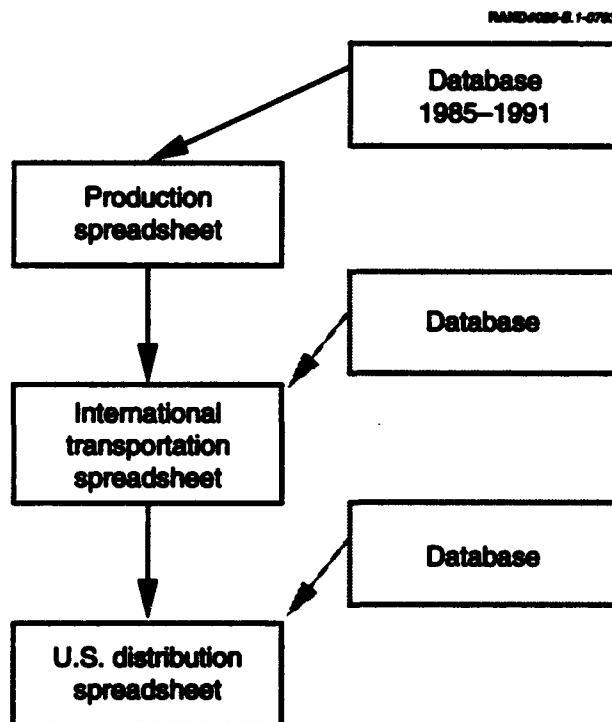 Database
1985–1991
Production
spreadsheet
Database
International
transportation
spreadsheet
Database
U.S. distribution
spreadsheet